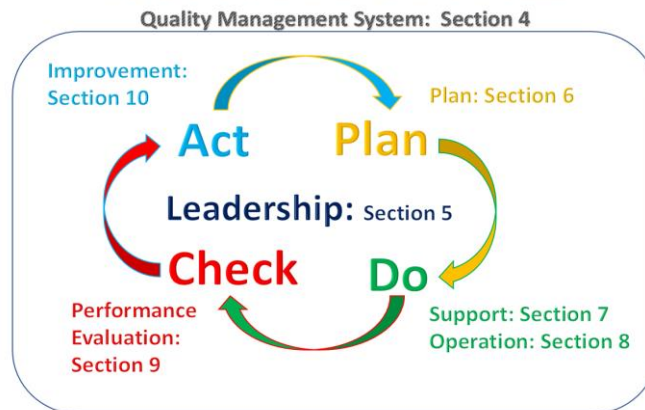 Quality Management System: Section 4
Improvement:
Section 10
Plan: Section 6
Act
Plan
Leadership: Section 5
Check
Do
Performance
Evaluation:
Section 9
Support: Section 7
Operation: Section 8